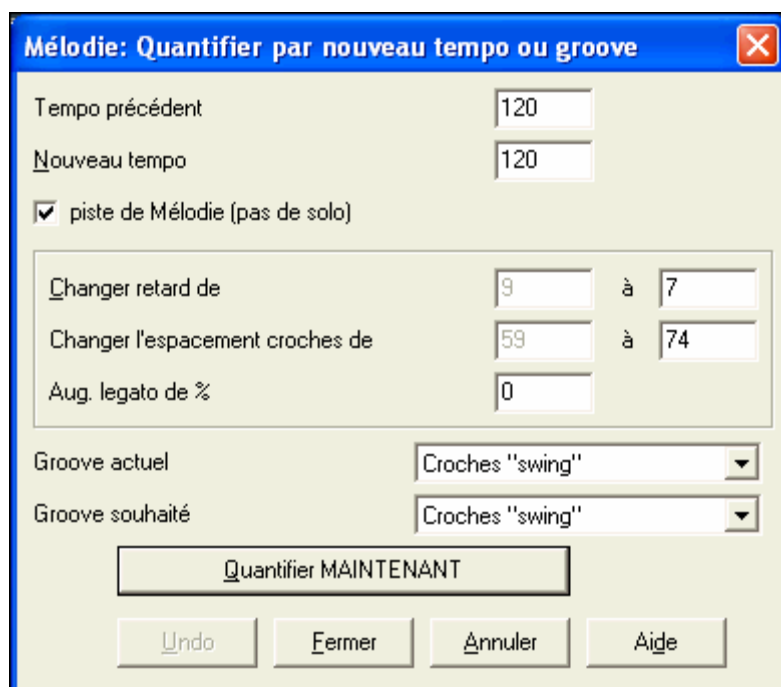 Mélodie: Quantifier par nouveau tempo ou groove
Tempo précédent 120
Nouveau tempo 120
piste de Mélodie (pas de solo)
Changer retard de 9 à 7
Changer l'espacement croches de 59 à 74
Aug. legato de % 0
Groove actuel Croches "swing"
Groove souhaité Croches "swing"
Quantifier MAINTENANT
Undo Fermer Annuler Aide